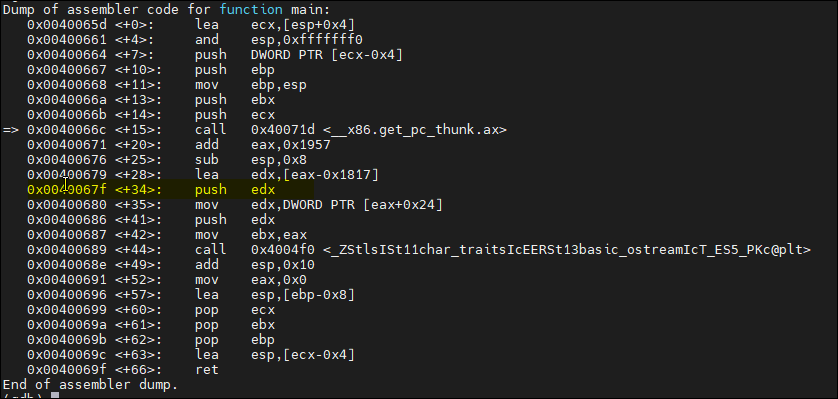 Dump of assembler code for function main:
0x0040065d <+0>: lea ecx,[esp+0x4]
0x00400661 <+4>: and esp,0xfffffff0
0x00400664 <+7>: push DWORD PTR [ecx-0x4]
0x00400667 <+10>: push ebp
0x00400668 <+11>: mov ebp,esp
0x0040066a <+13>: push ebx
0x0040066b <+14>: push ecx
=> 0x0040066c <+15>: call 0x40071d <__x86.get_pc_thunk.ax>
0x00400671 <+20>: add eax,0x1957
0x00400676 <+25>: sub esp,0x8
0x00400679 <+28>: lea edx,[eax-0x1817]
0x0040067f <+34>: push edx
0x00400680 <+35>: mov edx,DWORD PTR [eax+0x24]
0x00400686 <+41>: push edx
0x00400687 <+42>: mov ebx,eax
0x00400689 <+44>: call 0x4004f0 <_ZStlsISt11char_traitsIcEERSt13basic_ostreamIcT_ES5_PKc@plt>
0x0040068e <+49>: add esp,0x10
0x00400691 <+52>: mov eax,0x0
0x00400696 <+57>: lea esp,[ebp-0x8]
0x00400699 <+60>: pop ecx
0x0040069a <+61>: pop ebx
0x0040069b <+62>: pop ebp
0x0040069c <+63>: lea esp,[ecx-0x4]
0x0040069f <+66>: ret
End of assembler dump.
(gdb)